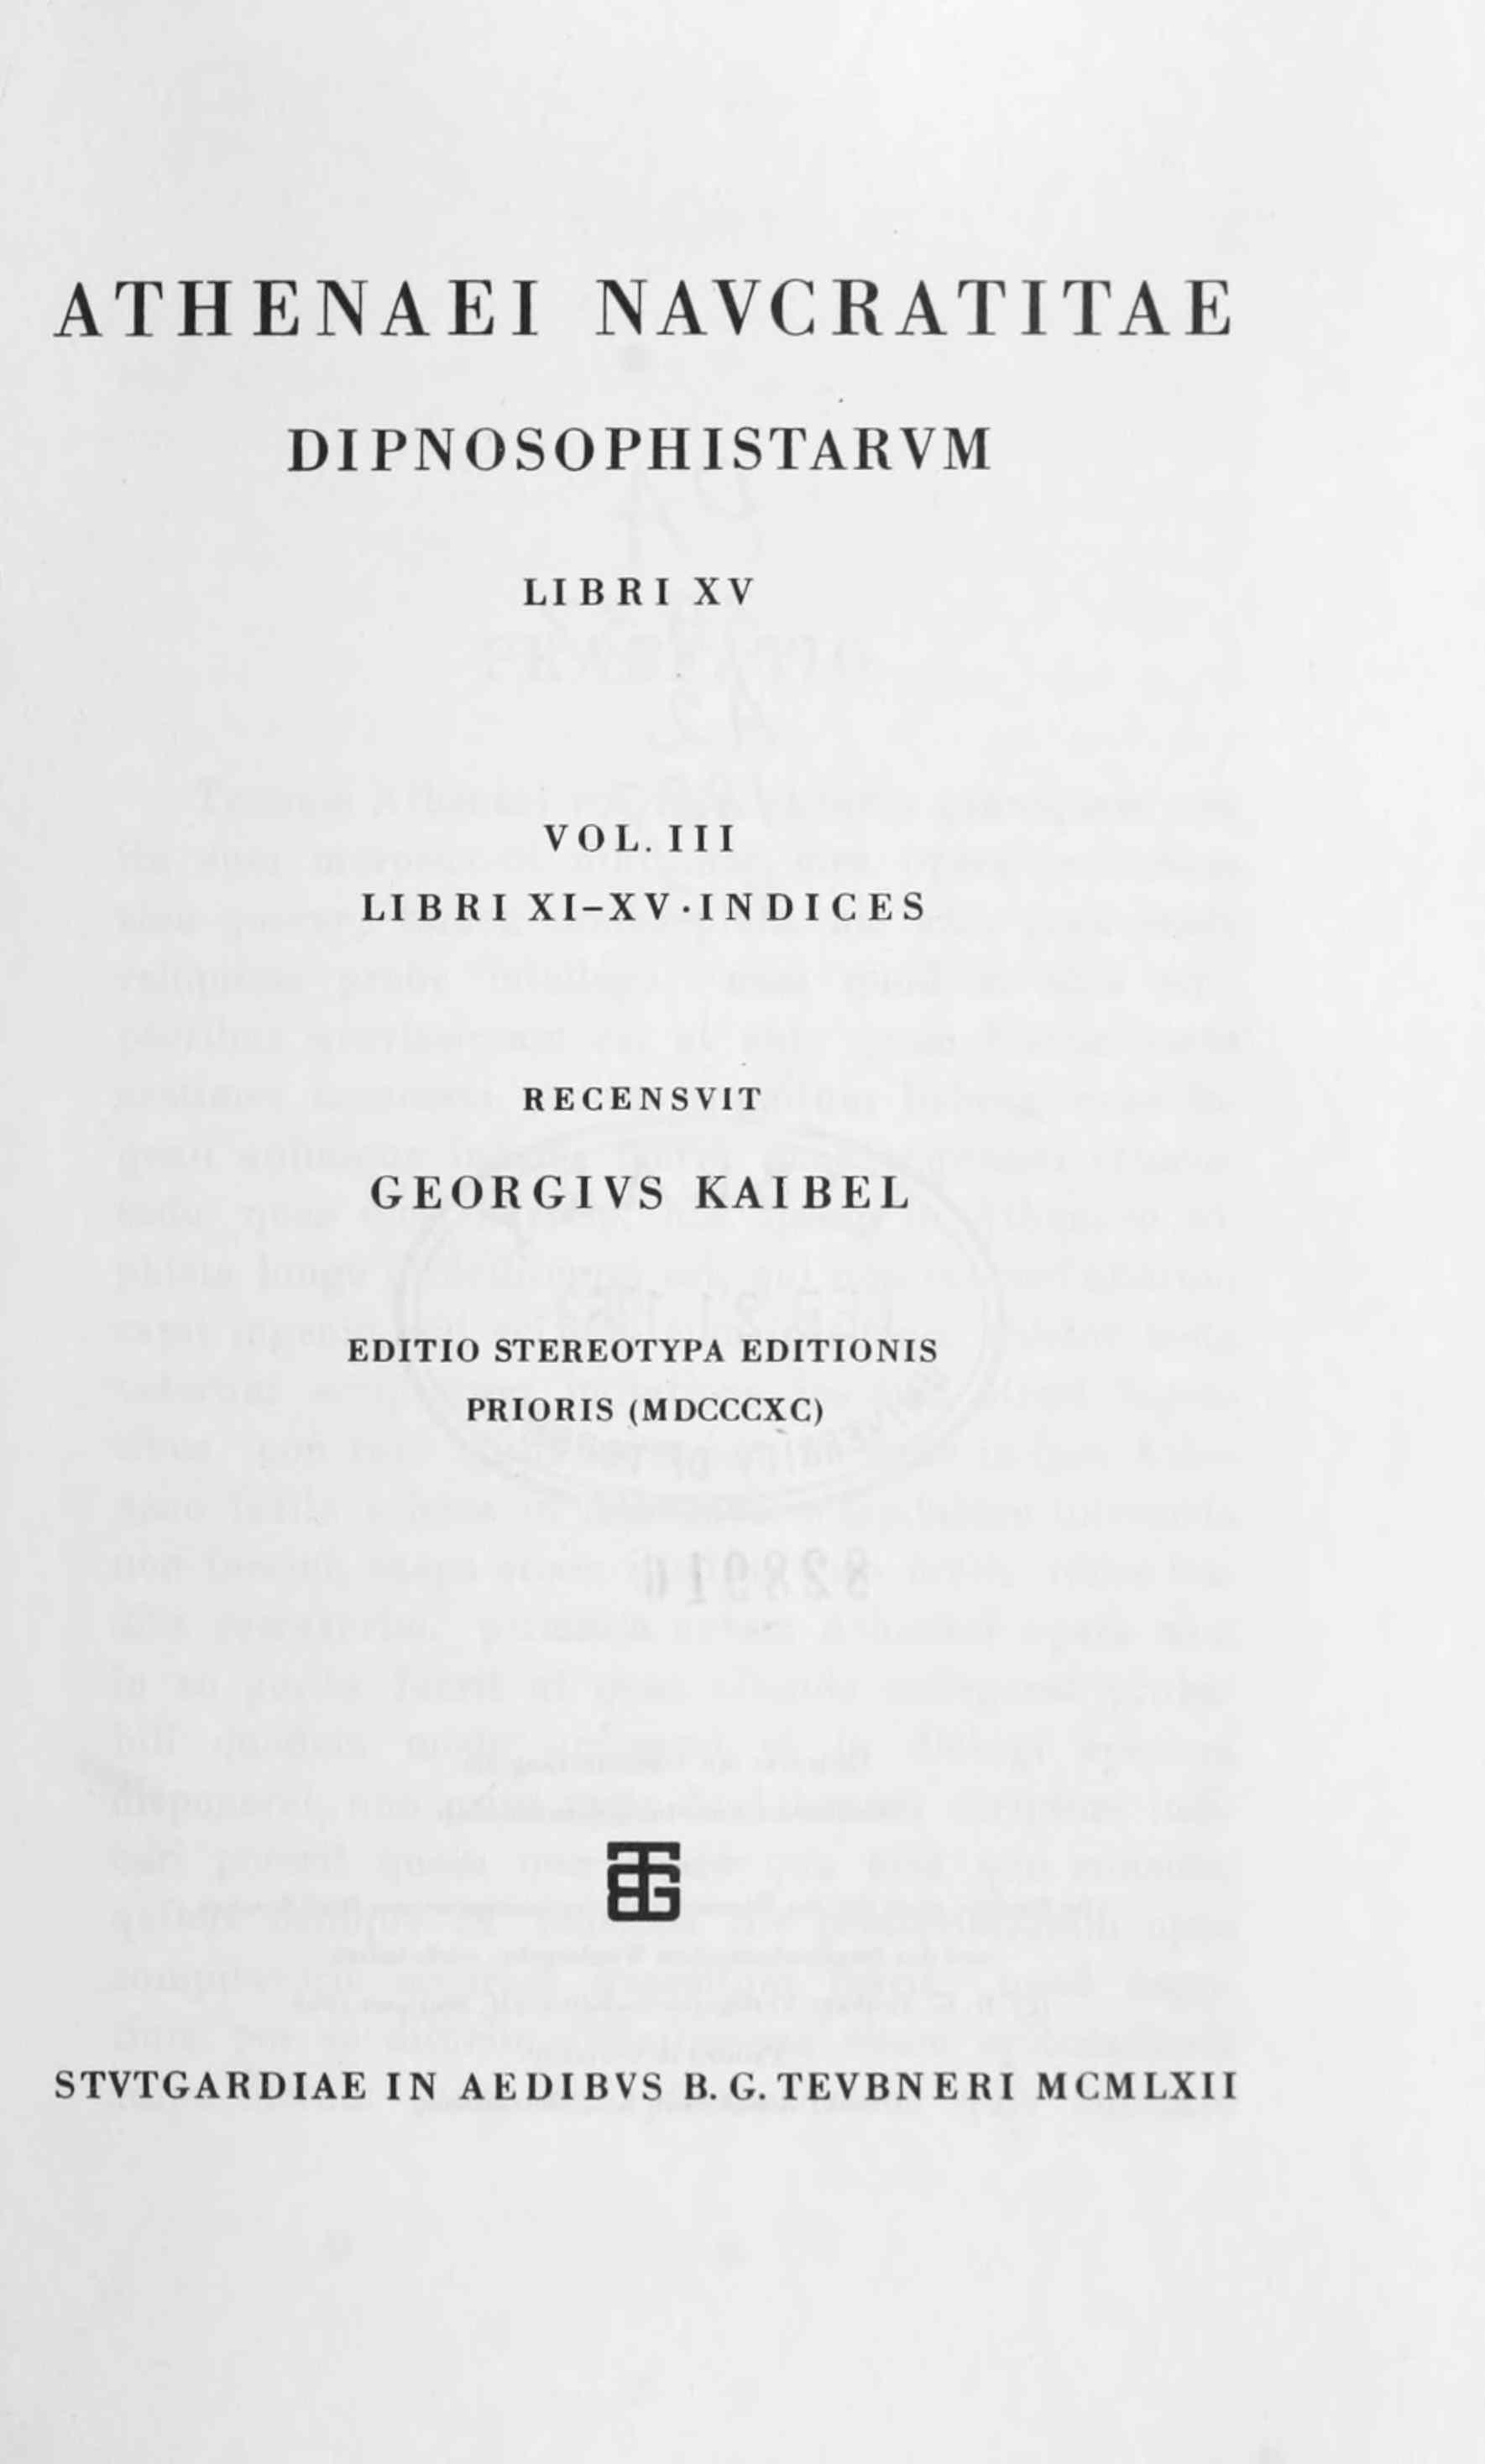 ATHENAEI NAVCRATITAE
DIPNOSOPHISTARVM
LIBRI XV
VOL. III
LIBRI XI–XV·INDICES
RECENSVIT
GEORGIVS KAIBEL
EDITIO STEREOTYPA EDITIONIS
PRIORIS (MDCCCXC)
STVTGARDIAE IN AEDIBVS B. G. TEVBNERI MCMLXII